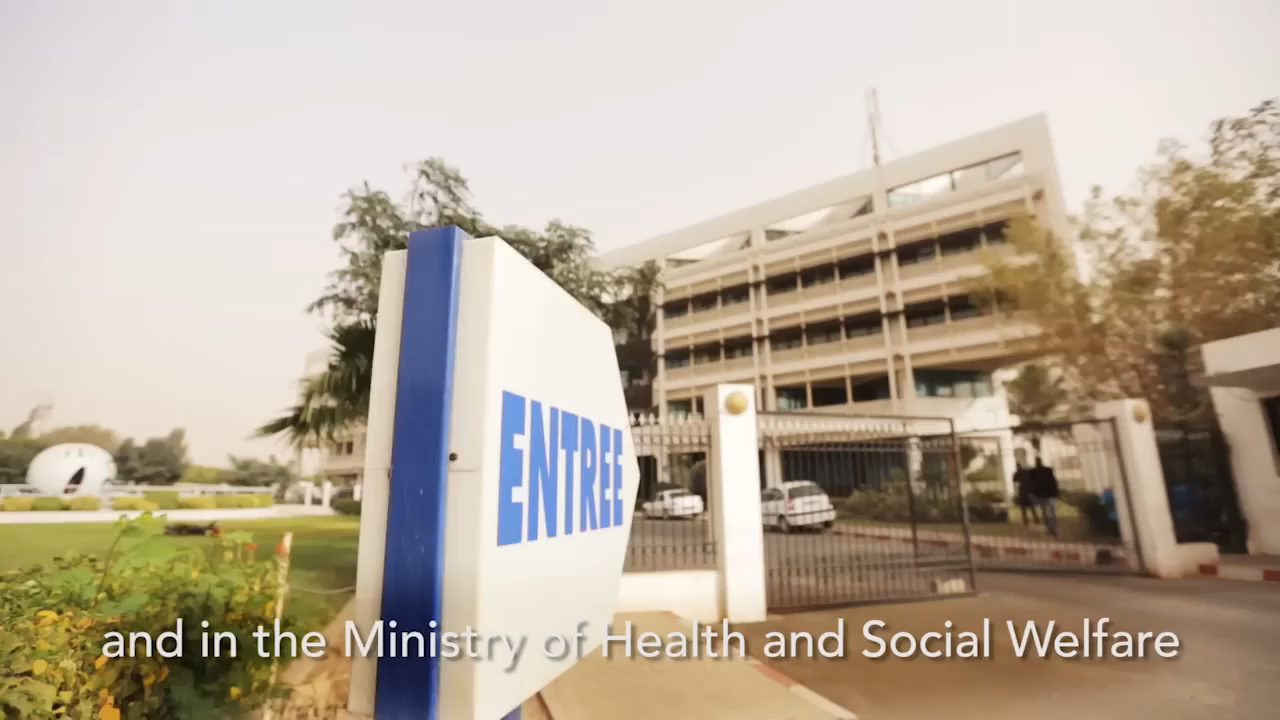 ENTREE
and in the Ministry of Health and Social Welfare